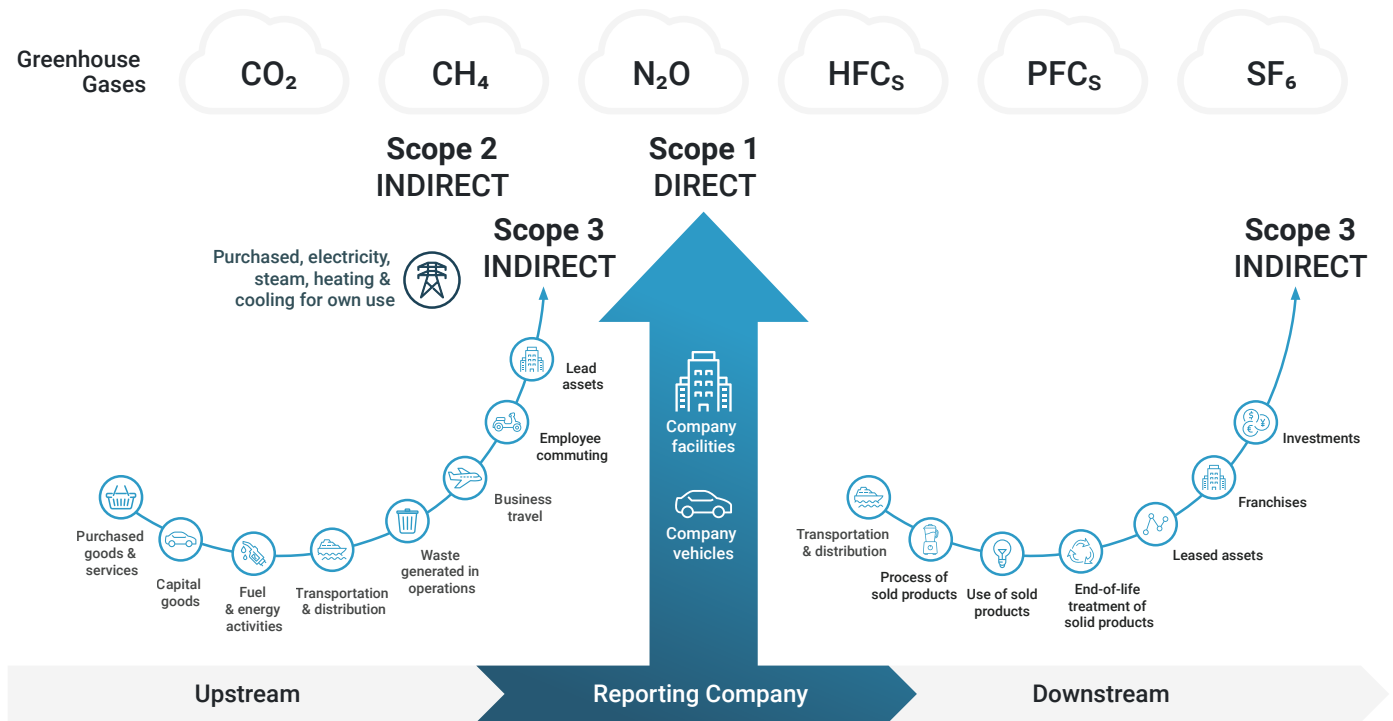 Greenhouse
Gases
CO₂
CH₄
N₂O
HFCs
PFCs
SF₆
Scope 2
INDIRECT
Scope 1
DIRECT
Scope 3
INDIRECT
Scope 3
INDIRECT
Purchased, electricity,
steam, heating &
cooling for own use
Lead
assets
Employee
commuting
Business
travel
Waste
generated in
operations
Transportation
& distribution
Fuel
& energy
activities
Capital
goods
Purchased
goods &
services
Company
facilities
Company
vehicles
Transportation
& distribution
Process of
sold products
Use of sold
products
End-of-life
treatment of
solid products
Leased assets
Franchises
Investments
$
¥
€
Upstream
Reporting Company
Downstream